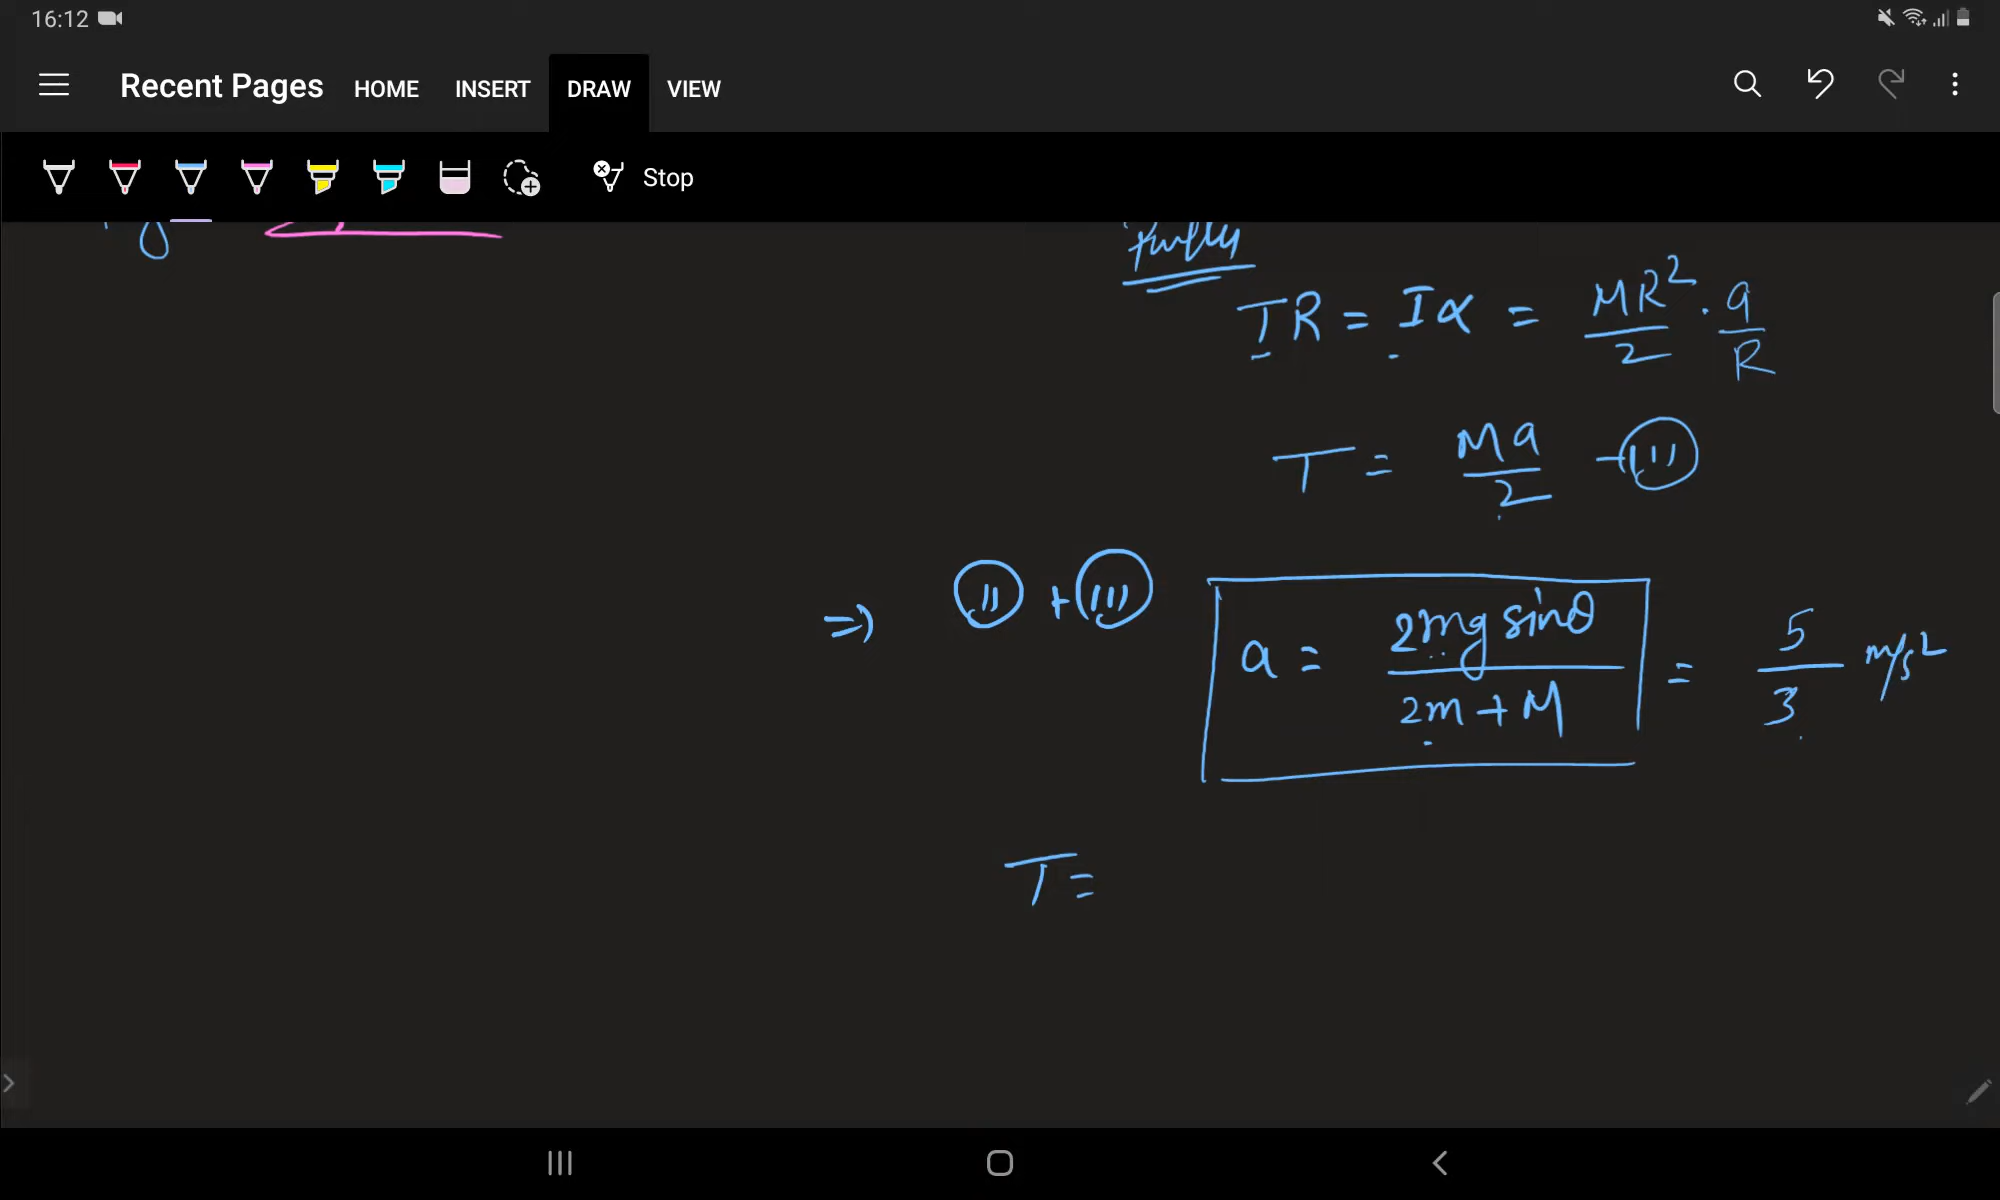 16:12
Recent Pages HOME INSERT DRAW VIEW
Stop
TR = Iα = MR²/2 · a/R
T = Ma/2 — (III)
⇒ (II) + (III) a = 2mg sinθ / 2m + M = 5/3 m/s²
T =